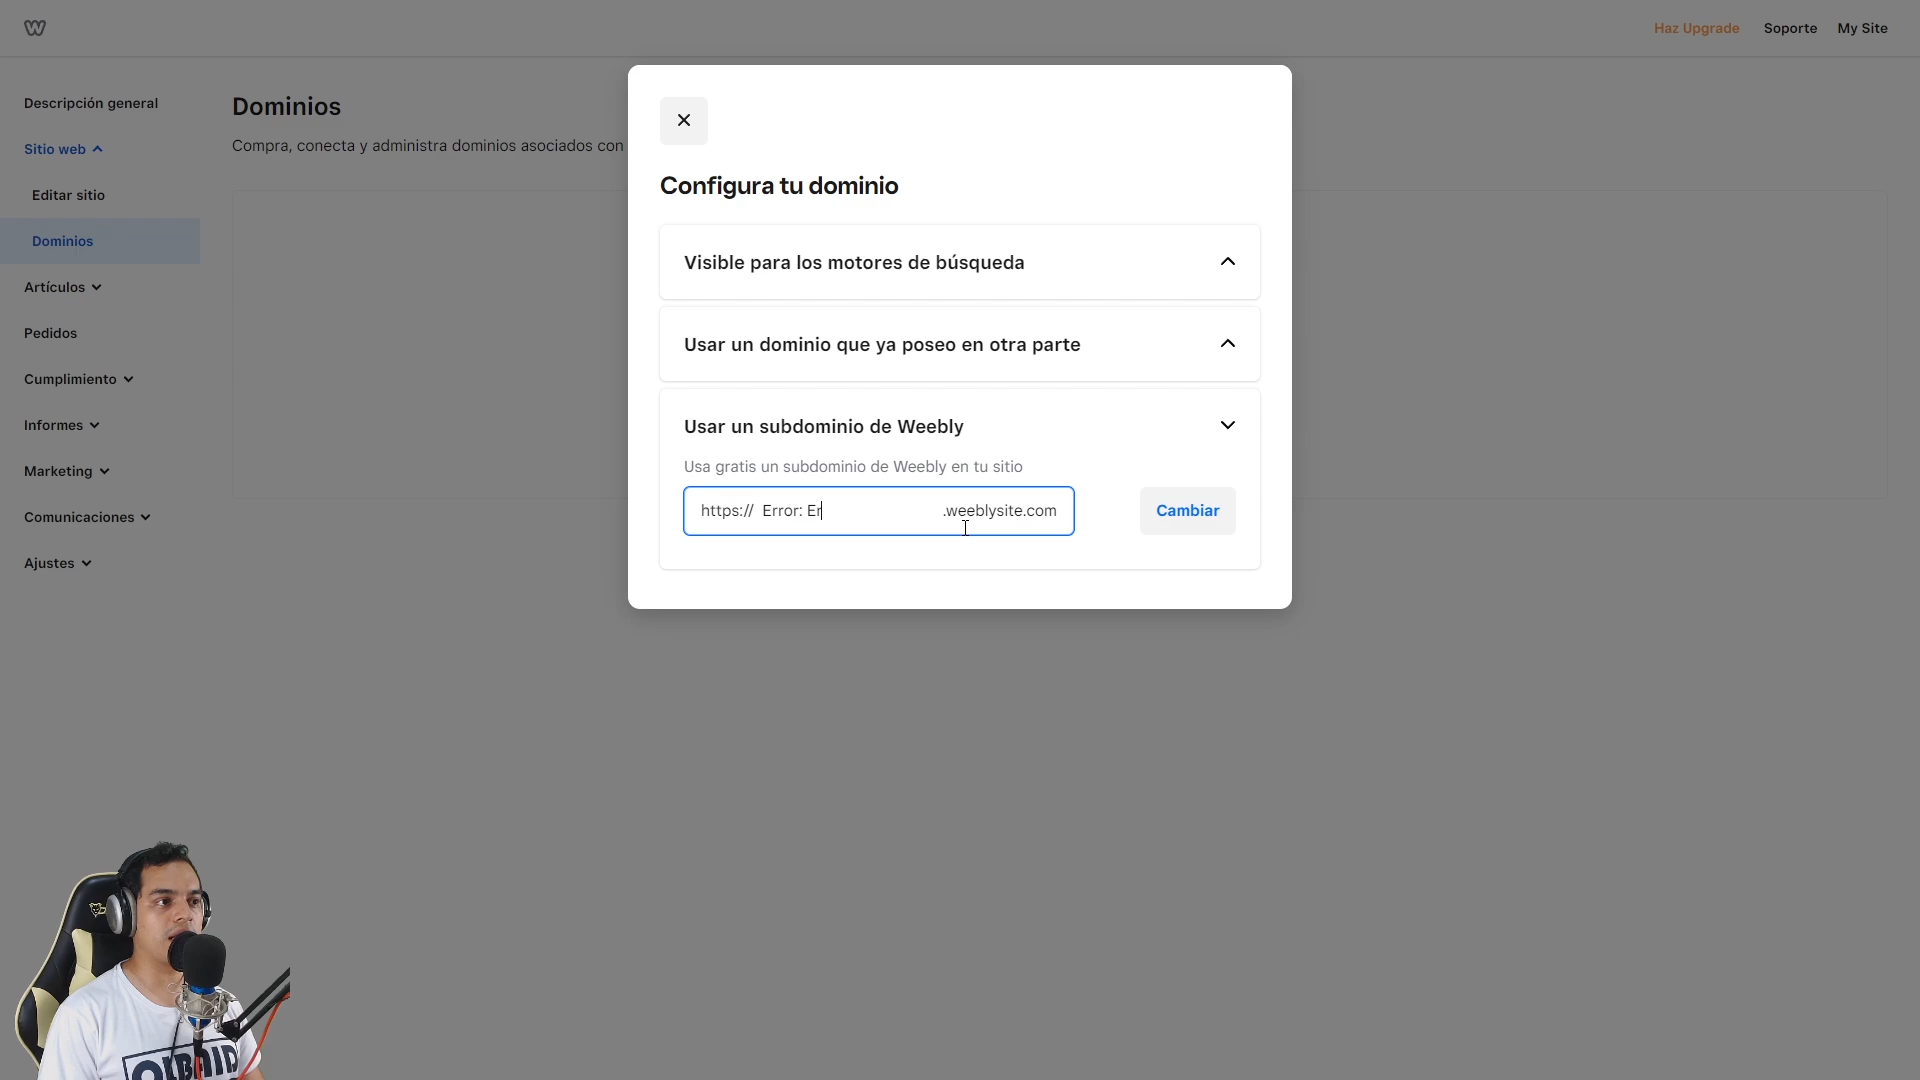 Haz Upgrade
Soporte
My Site
Descripción general
Sitio web
Editar sitio
Dominios
Artículos
Pedidos
Cumplimiento
Informes
Marketing
Comunicaciones
Ajustes
Dominios
Compra, conecta y administra dominios asociados con
Configura tu dominio
Visible para los motores de búsqueda
Usar un dominio que ya poseo en otra parte
Usar un subdominio de Weebly
Usa gratis un subdominio de Weebly en tu sitio
https:// Error: Er .weeblysite.com
Cambiar